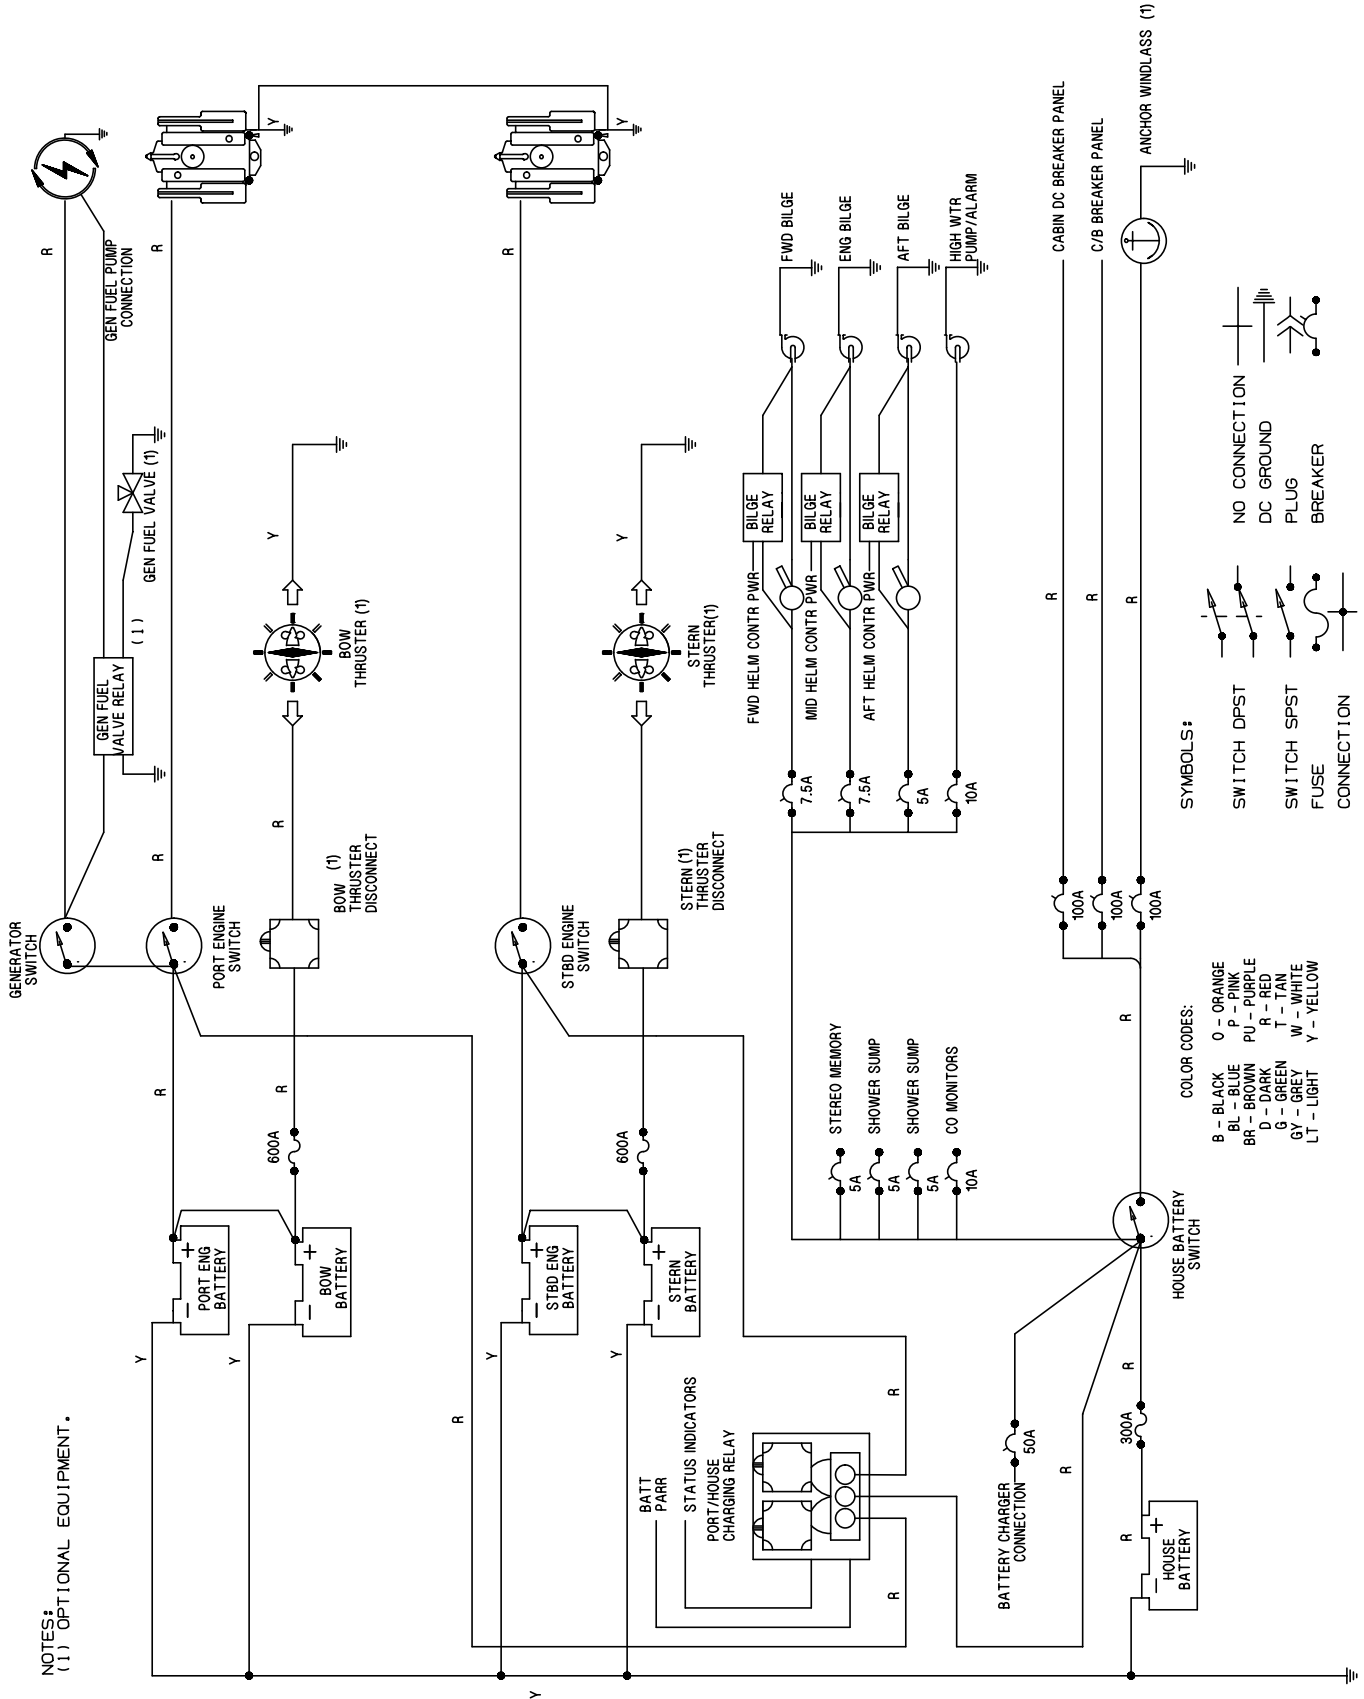 NOTES:
(1) OPTIONAL EQUIPMENT.
GENERATOR
SWITCH
R
GEN FUEL PUMP
CONNECTION
GEN FUEL
VALVE RELAY
(1)
GEN FUEL VALVE (1)
PORT ENGINE
SWITCH
R
R
R
Y
Y
PORT ENG
BATTERY
+
-
Y
BOW
BATTERY
+
-
600A
R
BOW (1)
THRUSTER
DISCONNECT
R
BOW
THRUSTER (1)
Y
R
STBD ENGINE
SWITCH
R
Y
Y
STBD ENG
BATTERY
+
-
Y
STERN
BATTERY
+
-
600A
STERN (1)
THRUSTER
DISCONNECT
STERN
THRUSTER(1)
Y
Y
BATT
PARR
STATUS INDICATORS
PORT/HOUSE
CHARGING RELAY
R
R
R
FWD HELM CONTR PWR
BILGE
RELAY
FWD BILGE
7.5A
MID HELM CONTR PWR
BILGE
RELAY
ENG BILGE
7.5A
AFT HELM CONTR PWR
BILGE
RELAY
AFT BILGE
5A
HIGH WTR
PUMP/ALARM
10A
STEREO MEMORY
5A
SHOWER SUMP
5A
SHOWER SUMP
5A
CO MONITORS
10A
BATTERY CHARGER
CONNECTION
50A
300A
R
R
HOUSE
BATTERY
+
-
HOUSE BATTERY
SWITCH
R
100A
R
CABIN DC BREAKER PANEL
100A
R
C/B BREAKER PANEL
100A
R
ANCHOR WINDLASS (1)
COLOR CODES:
B - BLACK O - ORANGE
BL - BLUE P - PINK
BR - BROWN PU - PURPLE
D - DARK R - RED
G - GREEN T - TAN
GY - GREY W - WHITE
LT - LIGHT Y - YELLOW
SYMBOLS:
SWITCH DPST
SWITCH SPST
FUSE
CONNECTION
NO CONNECTION
DC GROUND
PLUG
BREAKER